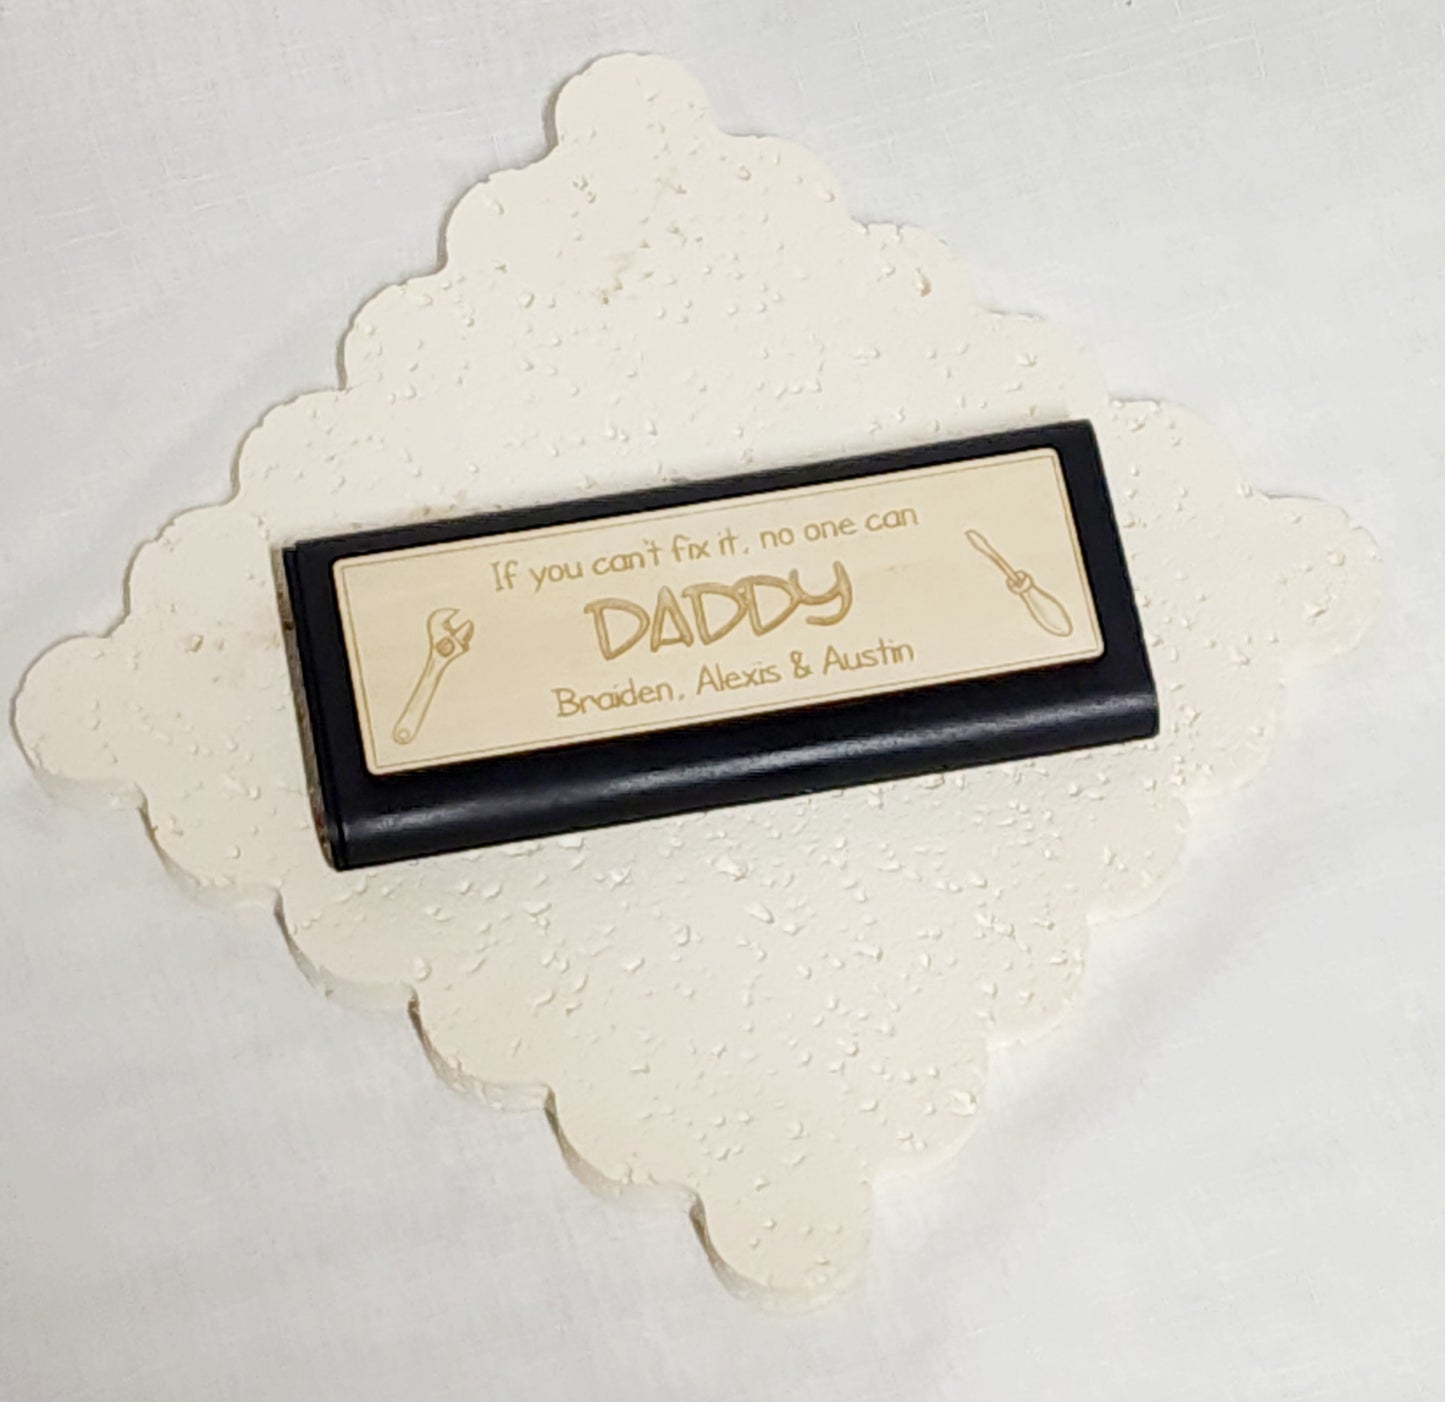 If you can't fix it, no one can
DADDY
Braiden, Alexis & Austin